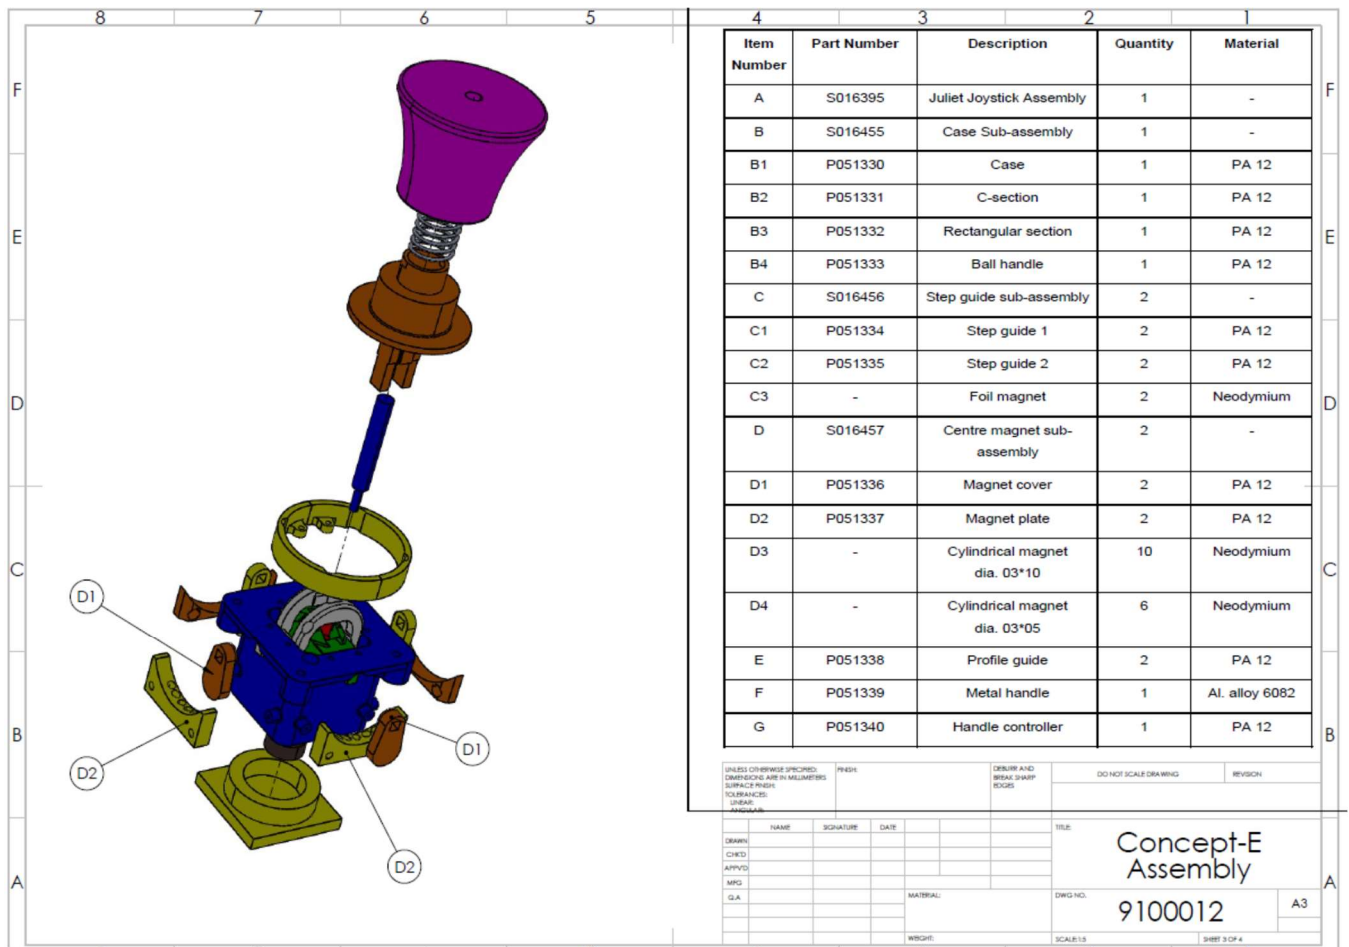 8 7 6 5 4 3 2 1
F F
E E
D D
C C
B B
A A
D1
D2
D1
D2
Item Number Part Number Description Quantity Material
A S016395 Juliet Joystick Assembly 1 -
B S016455 Case Sub-assembly 1 -
B1 P051330 Case 1 PA 12
B2 P051331 C-section 1 PA 12
B3 P051332 Rectangular section 1 PA 12
B4 P051333 Ball handle 1 PA 12
C S016456 Step guide sub-assembly 2 -
C1 P051334 Step guide 1 2 PA 12
C2 P051335 Step guide 2 2 PA 12
C3 - Foil magnet 2 Neodymium
D S016457 Centre magnet sub-assembly 2 -
D1 P051336 Magnet cover 2 PA 12
D2 P051337 Magnet plate 2 PA 12
D3 - Cylindrical magnet dia. 03*10 10 Neodymium
D4 - Cylindrical magnet dia. 03*05 6 Neodymium
E P051338 Profile guide 2 PA 12
F P051339 Metal handle 1 Al. alloy 6082
G P051340 Handle controller 1 PA 12
UNLESS OTHERWISE SPECIFIED:
DIMENSIONS ARE IN MILLIMETERS
SURFACE FINISH:
TOLERANCES:
LINEAR:
ANGULAR:
FINISH:
DEBURR AND
BREAK SHARP
EDGES
DO NOT SCALE DRAWING
REVISION
NAME SIGNATURE DATE
DRAWN
CHK'D
APPV'D
MFG
Q.A
MATERIAL:
WEIGHT:
TITLE:
Concept-E
Assembly
DWG NO.
9100012
A3
SCALE:1:5
SHEET 3 OF 4